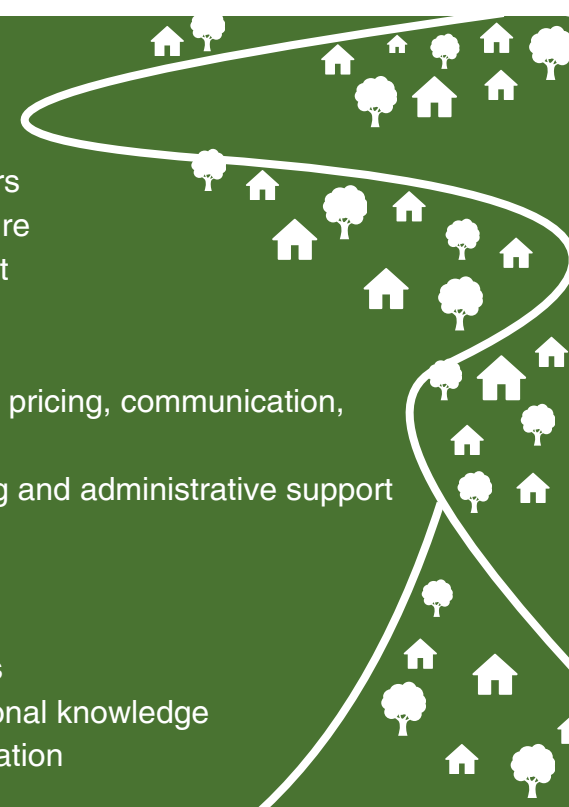 rs
re
t
pricing, communication,
g and administrative support
s
onal knowledge
ation